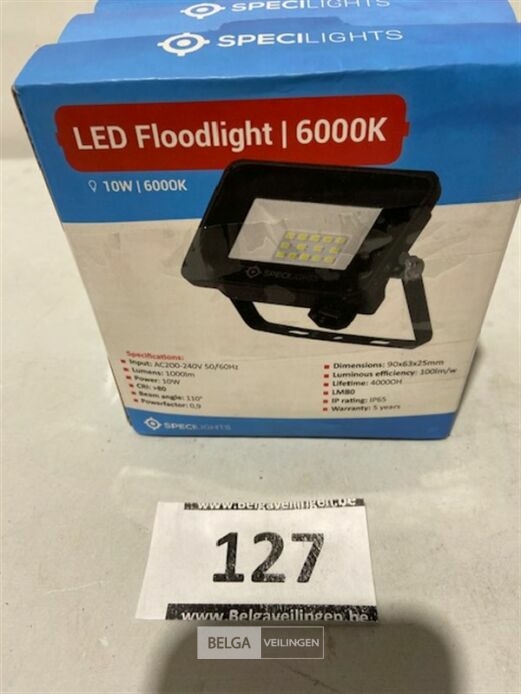 SPECILIGHTS
SPECILIGHTS
LED Floodlight | 6000K
10W | 6000K
SPECILIGHTS
Specifications:
Input: AC200-240V 50/60Hz
Lumens: 1000lm
Power: 10W
CRI: >80
Beam angle: 110°
Powerfactor: 0,9
Dimensions: 90x63x25mm
Luminous efficiency: 100lm/w
Lifetime: 40000H
LM80
IP rating: IP65
Warranty: 5 years
SPECILIGHTS
www.Belgaveilingen.be
127
www.Belgaveilingen.be
BELGA VEILINGEN